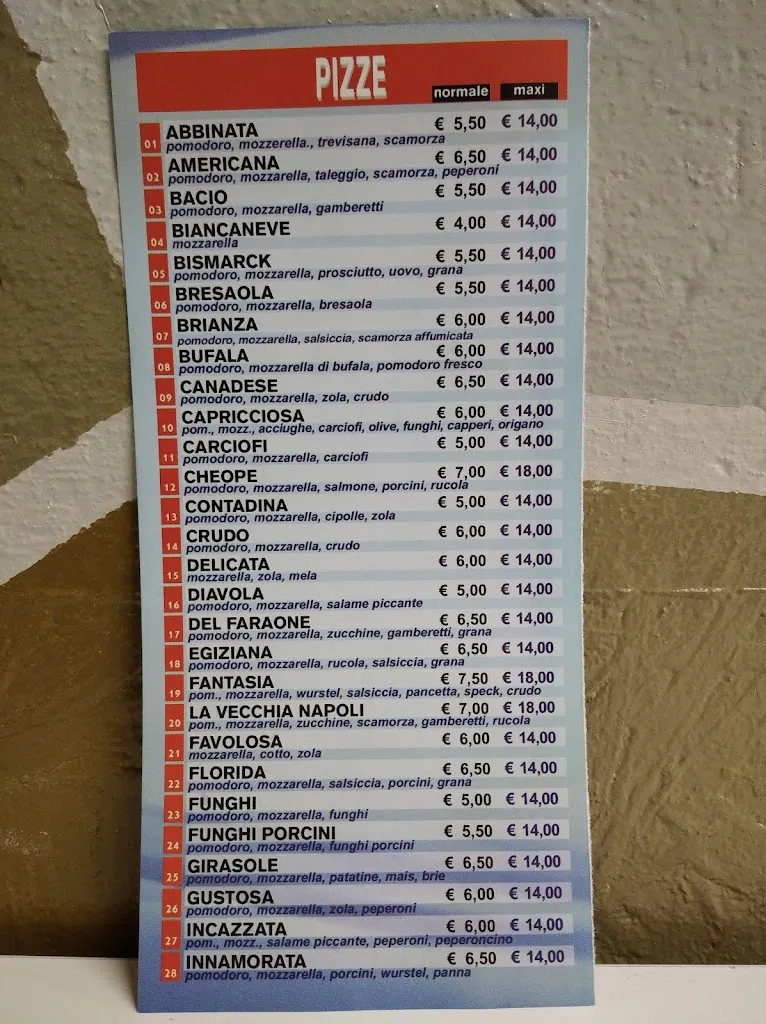 PIZZE
normale maxi
01 ABBINATA € 5,50 € 14,00
pomodoro, mozzerella., trevisana, scamorza
02 AMERICANA € 6,50 € 14,00
pomodoro, mozzarella, taleggio, scamorza, peperoni
03 BACIO € 5,50 € 14,00
pomodoro, mozzarella, gamberetti
04 BIANCANEVE € 4,00 € 14,00
mozzarella
05 BISMARCK € 5,50 € 14,00
pomodoro, mozzarella, prosciutto, uovo, grana
06 BRESAOLA € 5,50 € 14,00
pomodoro, mozzarella, bresaola
07 BRIANZA € 6,00 € 14,00
pomodoro, mozzarella, salsiccia, scamorza affumicata
08 BUFALA € 6,00 € 14,00
pomodoro, mozzarella di bufala, pomodoro fresco
09 CANADESE € 6,50 € 14,00
pomodoro, mozzarella, zola, crudo
10 CAPRICCIOSA € 6,00 € 14,00
pom., mozz., acciughe, carciofi, olive, funghi, capperi, origano
11 CARCIOFI € 5,00 € 14,00
pomodoro, mozzarella, carciofi
12 CHEOPE € 7,00 € 18,00
pomodoro, mozzarella, salmone, porcini, rucola
13 CONTADINA € 5,00 € 14,00
pomodoro, mozzarella, cipolle, zola
14 CRUDO € 6,00 € 14,00
pomodoro, mozzarella, crudo
15 DELICATA € 6,00 € 14,00
mozzarella, zola, mela
16 DIAVOLA € 5,00 € 14,00
pomodoro, mozzarella, salame piccante
17 DEL FARAONE € 6,50 € 14,00
pomodoro, mozzarella, zucchine, gamberetti, grana
18 EGIZIANA € 6,50 € 14,00
pomodoro, mozzarella, rucola, salsiccia, grana
19 FANTASIA € 7,50 € 18,00
pom., mozzarella, wurstel, salsiccia, pancetta, speck, crudo
20 LA VECCHIA NAPOLI € 7,00 € 18,00
pom., mozzarella, zucchine, scamorza, gamberetti, rucola
21 FAVOLOSA € 6,00 € 14,00
mozzarella, cotto, zola
22 FLORIDA € 6,50 € 14,00
pomodoro, mozzarella, salsiccia, porcini, grana
23 FUNGHI € 5,00 € 14,00
pomodoro, mozzarella, funghi
24 FUNGHI PORCINI € 5,50 € 14,00
pomodoro, mozzarella, funghi porcini
25 GIRASOLE € 6,50 € 14,00
pomodoro, mozzarella, patatine, mais, brie
26 GUSTOSA € 6,00 € 14,00
pomodoro, mozzarella, zola, peperoni
27 INCAZZATA € 6,00 € 14,00
pom., mozz., salame piccante, peperoni, peperoncino
28 INNAMORATA € 6,50 € 14,00
pomodoro, mozzarella, porcini, wurstel, panna